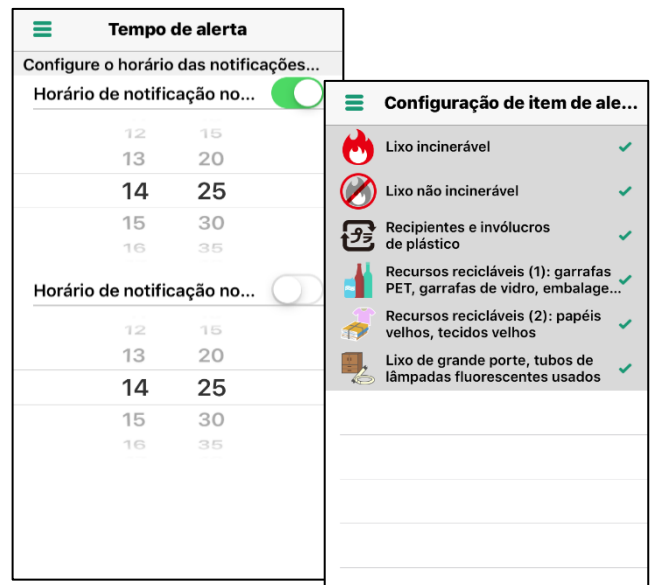 Tempo de alerta
Configure o horário das notificações...
Horário de notificação no...
12 15
13 20
14 25
15 30
16 35
Horário de notificação no...
12 15
13 20
14 25
15 30
16 35
Configuração de item de ale...
Lixo incinerável
Lixo não incinerável
プラ
Recipientes e invólucros
de plástico
Recursos recicláveis (1): garrafas
PET, garrafas de vidro, embalage...
Recursos recicláveis (2): papéis
velhos, tecidos velhos
Lixo de grande porte, tubos de
lâmpadas fluorescentes usados